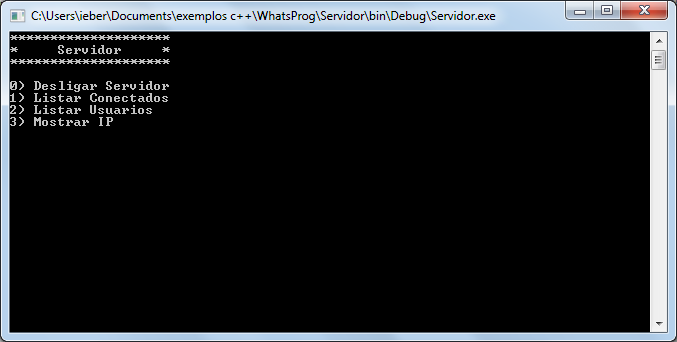 C:\Users\ieber\Documents\exemplos c++\WhatsProg\Servidor\bin\Debug\Servidor.exe
********************
*     Servidor     *
********************
0) Desligar Servidor
1) Listar Conectados
2) Listar Usuarios
3) Mostrar IP